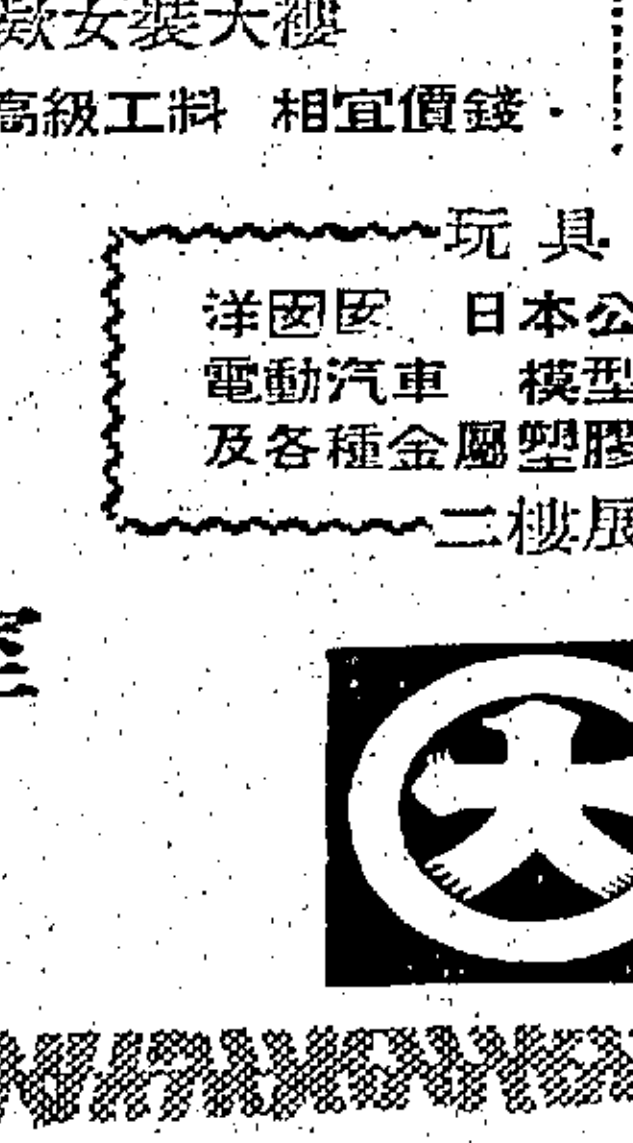 款女裝大褸
高級工料 相宜價錢．
玩具
洋囡囡 日本公
電動汽車 模型
及各種金屬塑膠
二樓展
大